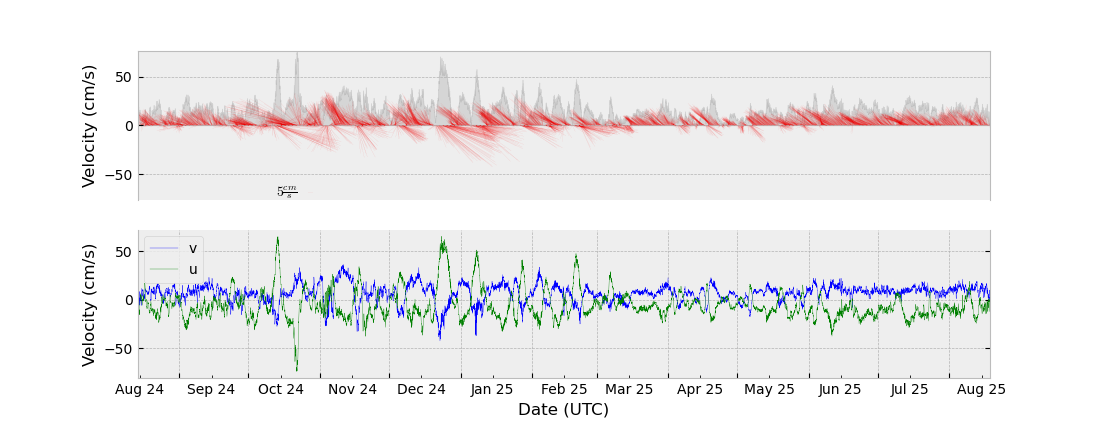 Velocity (cm/s)
50
0
−50
5 cm/s
Velocity (cm/s)
50
0
−50
v
u
Aug 24 Sep 24 Oct 24 Nov 24 Dec 24 Jan 25 Feb 25 Mar 25 Apr 25 May 25 Jun 25 Jul 25 Aug 25
Date (UTC)